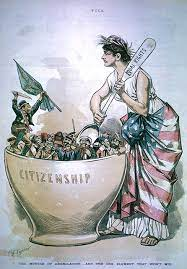 PUCK
EQUAL RIGHTS
CITIZENSHIP
THE MORTAR OF ASSIMILATION — AND THE ONE ELEMENT THAT WON'T MIX.